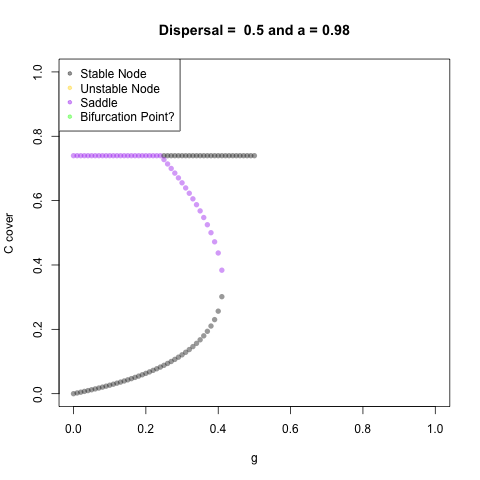 Dispersal =  0.5 and a = 0.98
Stable Node
Unstable Node
Saddle
Bifurcation Point?
C cover
1.0
0.8
0.6
0.4
0.2
0.0
0.0 0.2 0.4 0.6 0.8 1.0
g